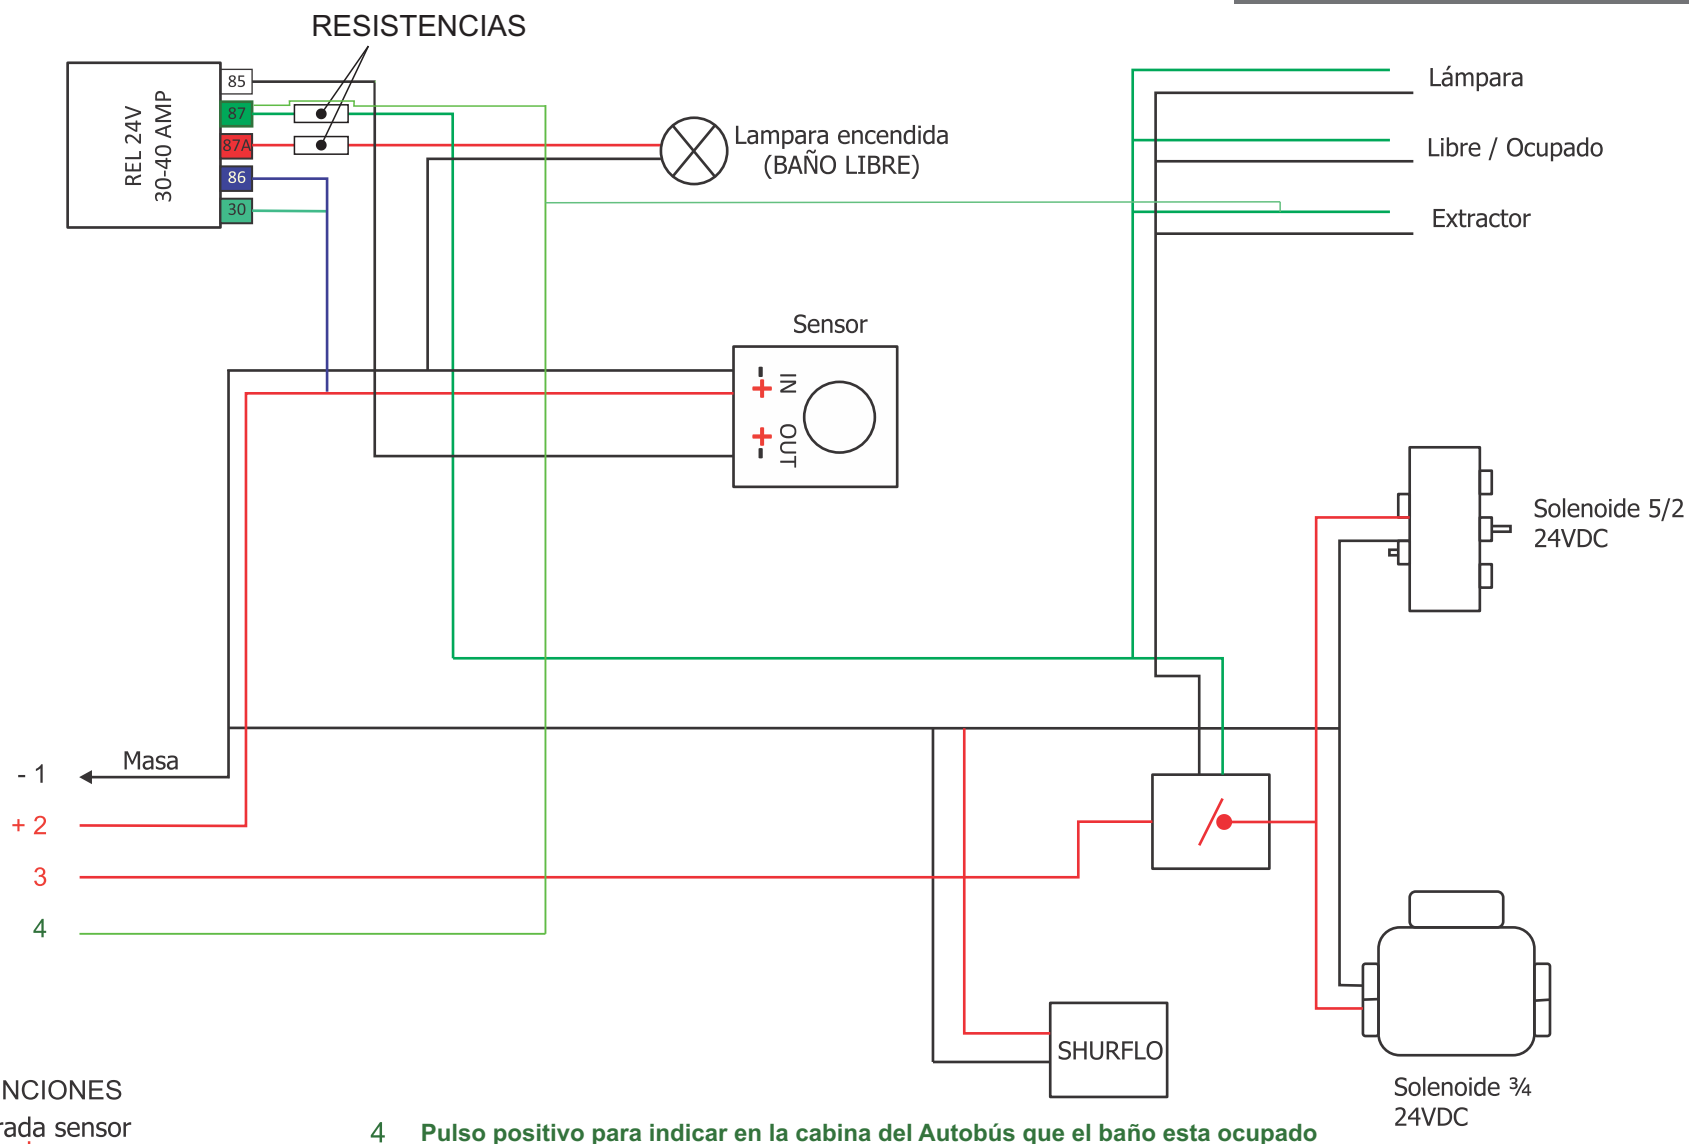 RESISTENCIAS
REL 24V
30-40 AMP
85
87
87A
86
30
Lampara encendida
(BAÑO LIBRE)
Lámpara
Libre / Ocupado
Extractor
Sensor
- + IN
+ - OUT
Solenoide 5/2
24VDC
Masa
- 1
+ 2
3
4
SHURFLO
Solenoide ¾
24VDC
NCIONES
rada sensor
4 Pulso positivo para indicar en la cabina del Autobús que el baño esta ocupado